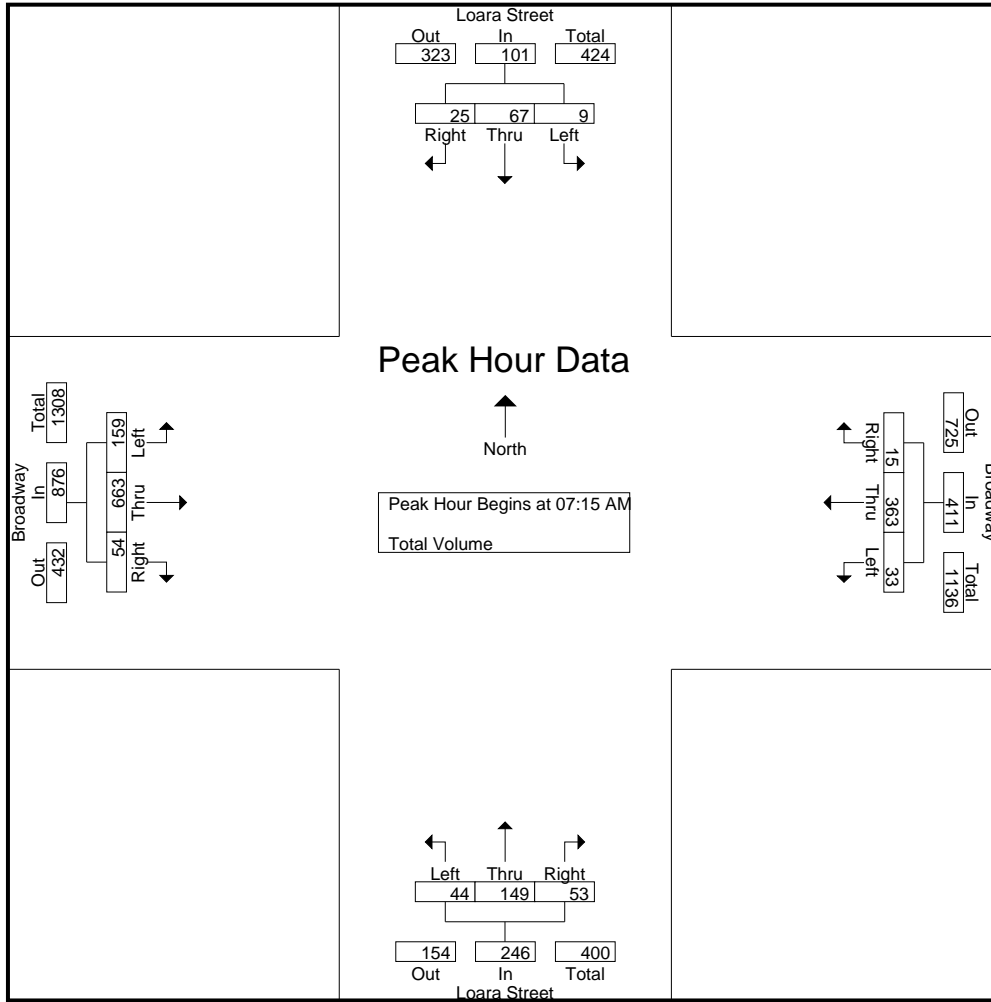 Loara Street
Out In Total
323 101 424
25 67 9
Right Thru Left
Peak Hour Data
North
Peak Hour Begins at 07:15 AM
Total Volume
Broadway
Out In Total
432 876 1308
159 663 54
Left Thru Right
Broadway
Out In Total
725 411 1136
15 363 33
Right Thru Left
Left Thru Right
44 149 53
154 246 400
Out In Total
Loara Street